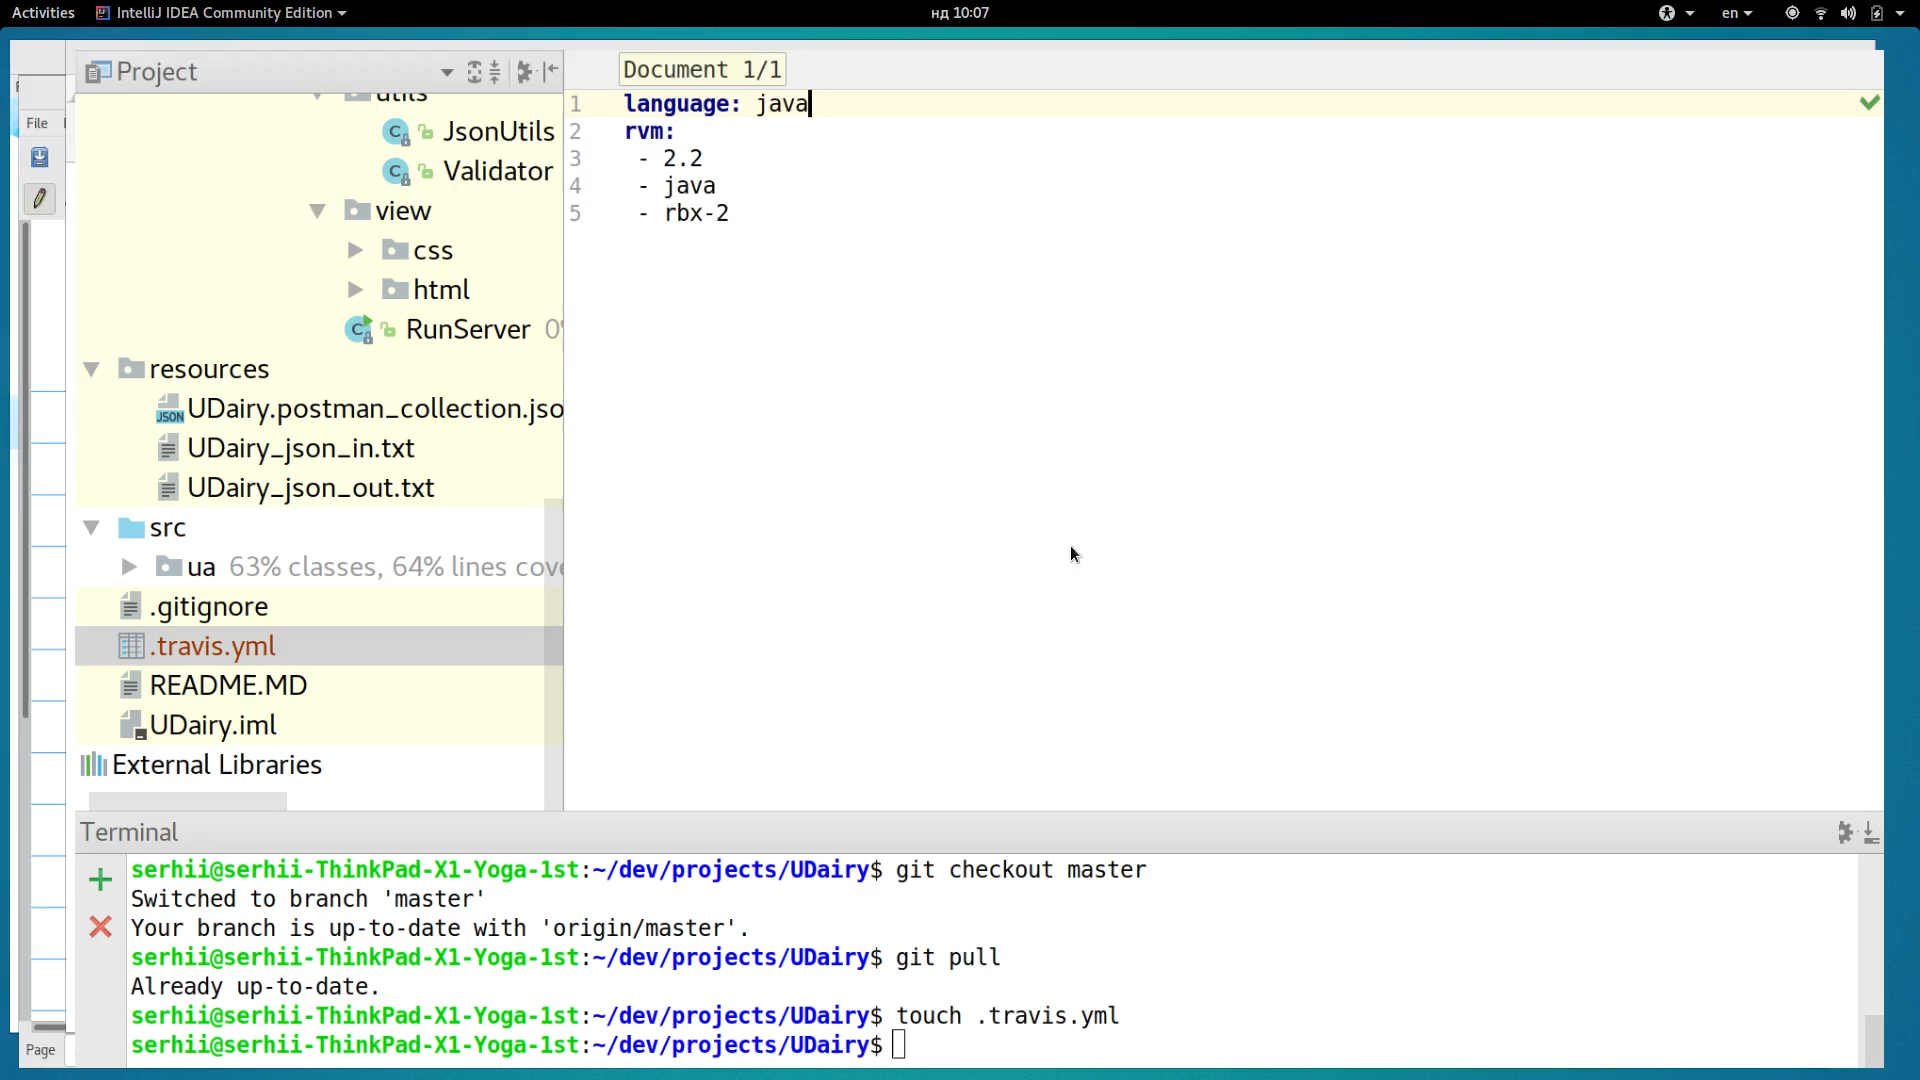 Activities IntelliJ IDEA Community Edition
нд 10:07
en
File
Project
utils
JsonUtils
Validator
view
css
html
RunServer
resources
JSON UDairy.postman_collection.jso
UDairy_json_in.txt
UDairy_json_out.txt
src
ua 63% classes, 64% lines cov
.gitignore
.travis.yml
README.MD
UDairy.iml
External Libraries
Document 1/1
1 language: java
2 rvm:
3 - 2.2
4 - java
5 - rbx-2
Terminal
serhii@serhii-ThinkPad-X1-Yoga-1st:~/dev/projects/UDairy$ git checkout master
Switched to branch 'master'
Your branch is up-to-date with 'origin/master'.
serhii@serhii-ThinkPad-X1-Yoga-1st:~/dev/projects/UDairy$ git pull
Already up-to-date.
serhii@serhii-ThinkPad-X1-Yoga-1st:~/dev/projects/UDairy$ touch .travis.yml
serhii@serhii-ThinkPad-X1-Yoga-1st:~/dev/projects/UDairy$
Page